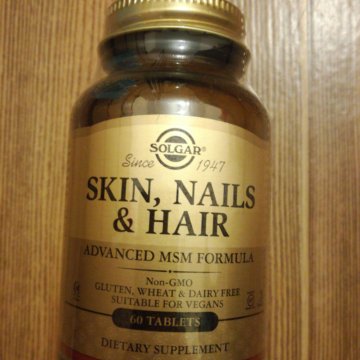 SOLGAR®
Since 1947
SKIN, NAILS
& HAIR
ADVANCED MSM FORMULA
Non-GMO
GLUTEN, WHEAT & DAIRY FREE
SUITABLE FOR VEGANS
60 TABLETS
DIETARY SUPPLEMENT